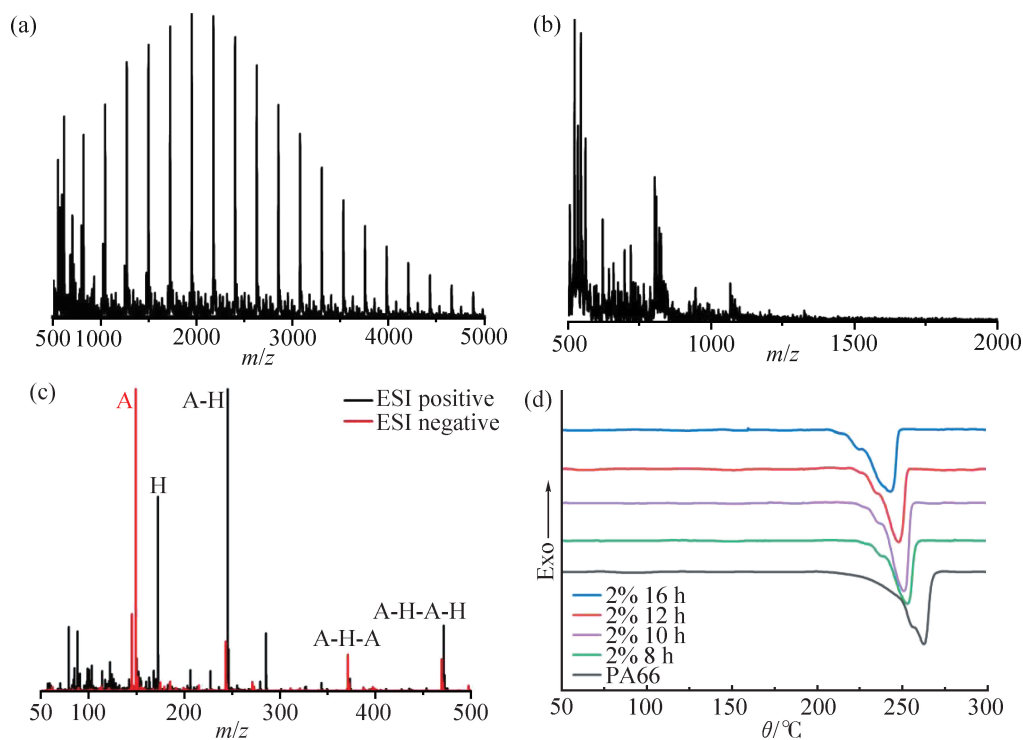 (a)
500 1000 2000 3000 4000 5000
m/z
(b)
500 1000 1500 2000
m/z
(c)
A
A-H
H
A-H-A
A-H-A-H
ESI positive
ESI negative
50 100 200 300 400 500
m/z
(d)
Exo
2% 16 h
2% 12 h
2% 10 h
2% 8 h
PA66
50 100 150 200 250 300
θ/℃